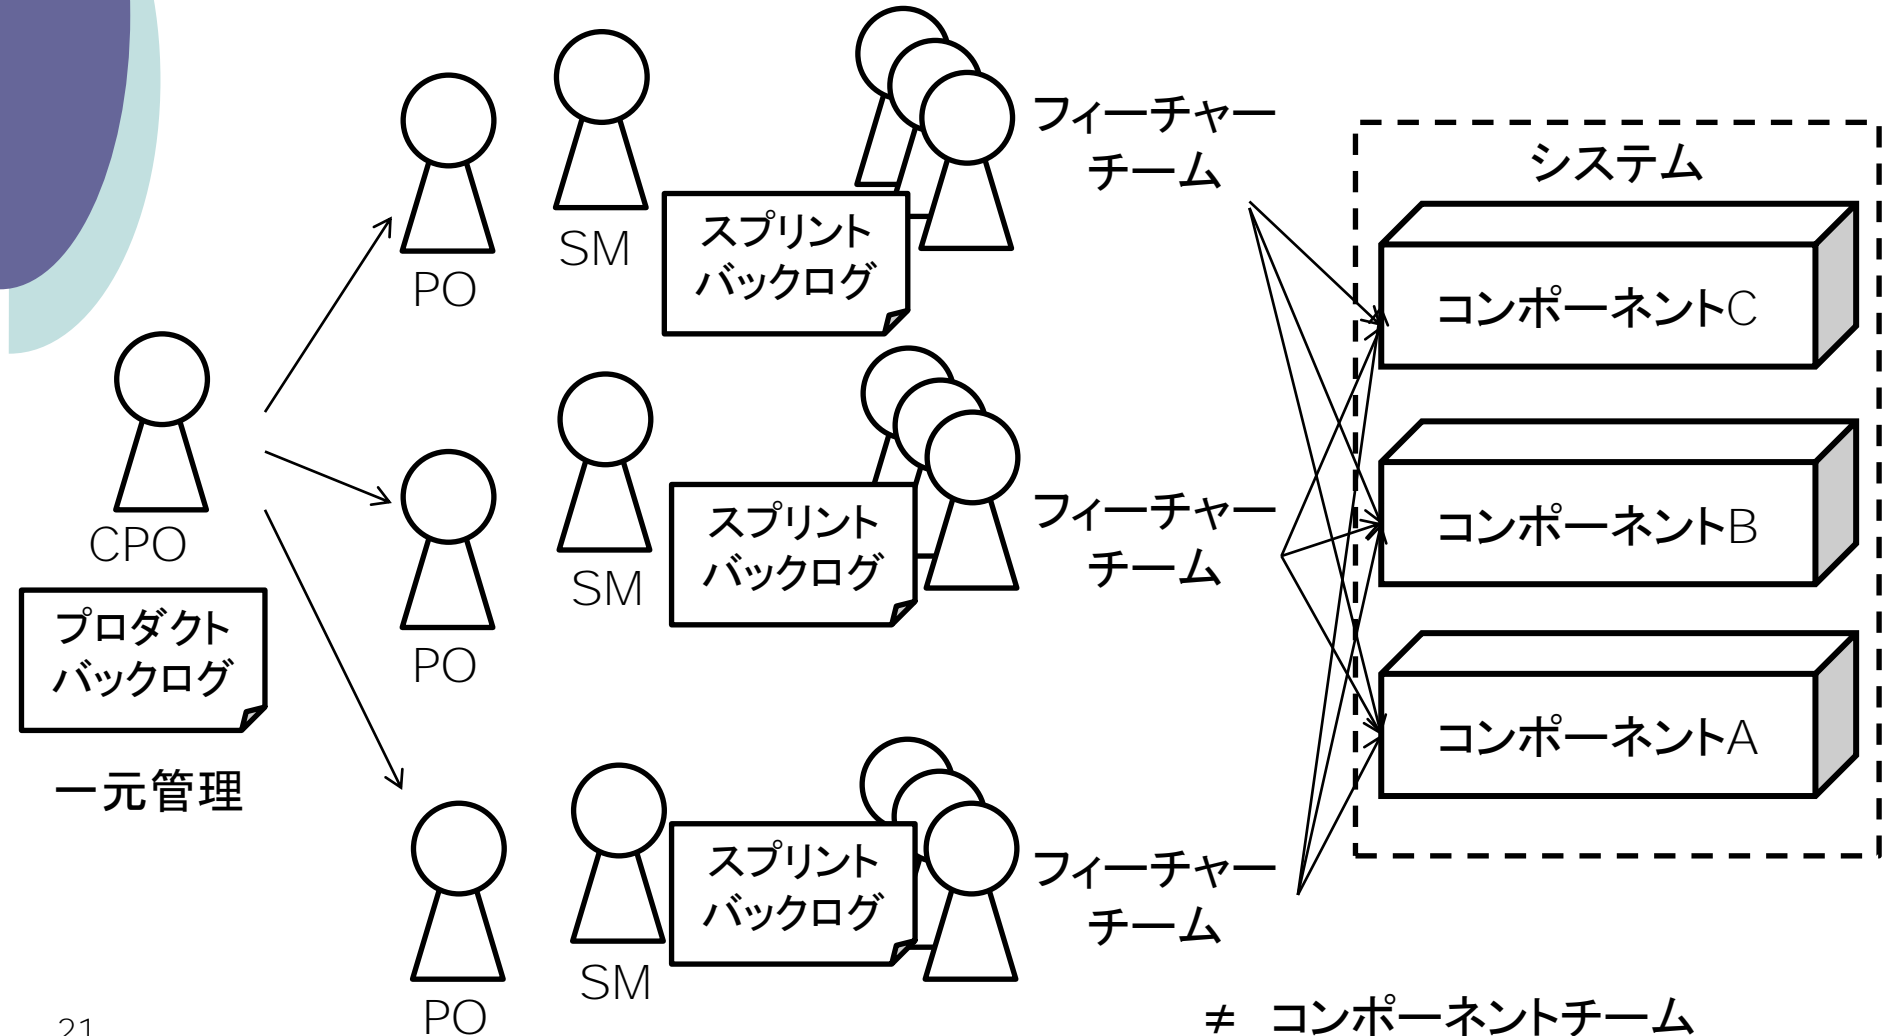 フィーチャー
チーム
システム
SM
スプリント
バックログ
PO
コンポーネントC
CPO
プロダクト
バックログ
一元管理
SM
スプリント
バックログ
PO
フィーチャー
チーム
コンポーネントB
コンポーネントA
SM
スプリント
バックログ
PO
フィーチャー
チーム
≠ コンポーネントチーム
21